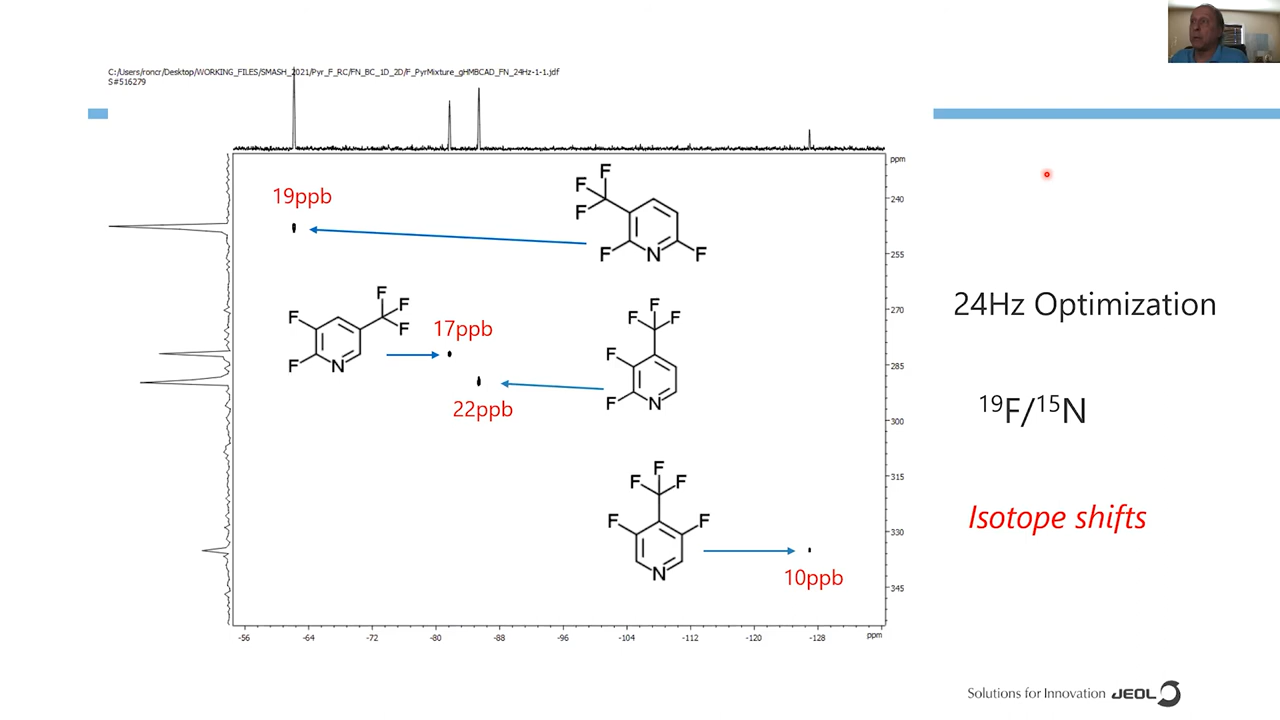 C:/Users/roncr/Desktop/WORKING_FILES/SMASH_2021/Pyr_F_RC/FN_BC_1D_2D/F_PyrMixture_gHMBCAD_FN_24Hz-1-1.jdf
S#516279
ppm
19ppb
F
F
F
F
N
F
240
255
270
24Hz Optimization
F
F
F
F
F
N
17ppb
F
F
F
F
F
N
285
22ppb
300
19F/15N
315
F
F
F
F
F
N
330
Isotope shifts
10ppb
345
-56 -64 -72 -80 -88 -96 -104 -112 -120 -128 ppm
Solutions for Innovation JEOL